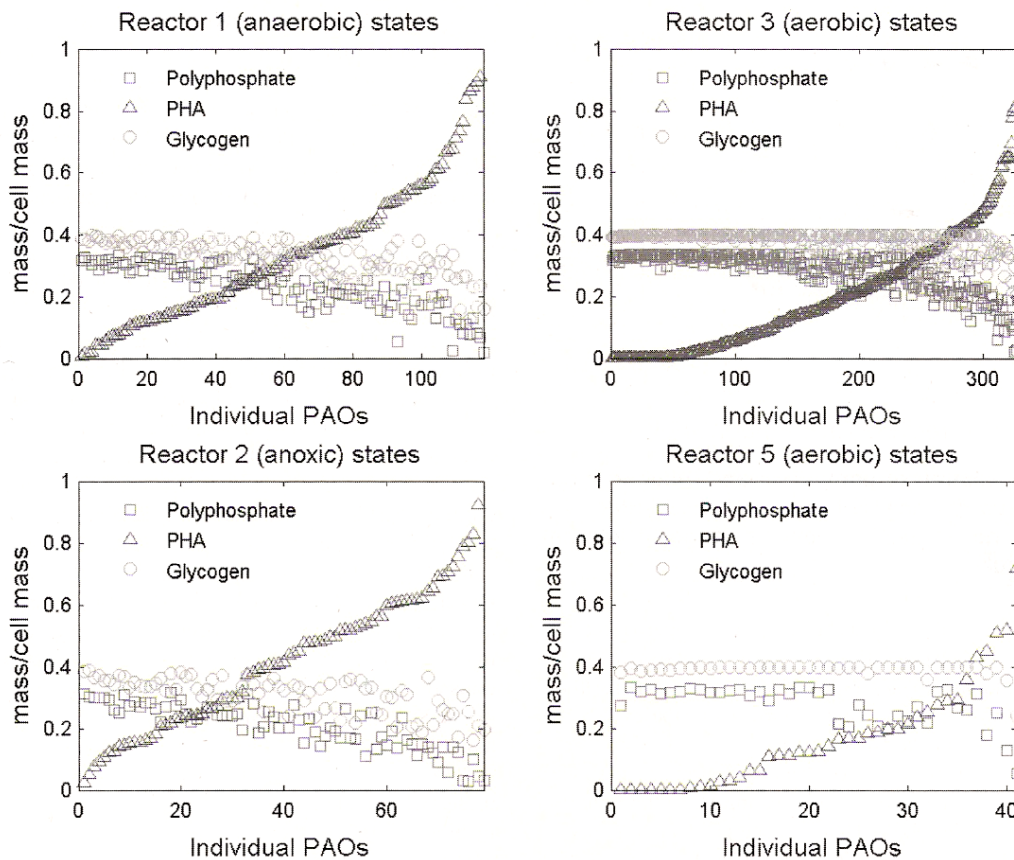 Reactor 1 (anaerobic) states
1
0.8
0.6
0.4
0.2
0
mass/cell mass
Polyphosphate
PHA
Glycogen
0
20
40
60
80
100
Individual PAOs
Reactor 3 (aerobic) states
1
0.8
0.6
0.4
0.2
0
mass/cell mass
Polyphosphate
PHA
Glycogen
0
100
200
300
Individual PAOs
Reactor 2 (anoxic) states
1
0.8
0.6
0.4
0.2
0
mass/cell mass
Polyphosphate
PHA
Glycogen
0
20
40
60
Individual PAOs
Reactor 5 (aerobic) states
1
0.8
0.6
0.4
0.2
0
mass/cell mass
Polyphosphate
PHA
Glycogen
0
10
20
30
40
Individual PAOs